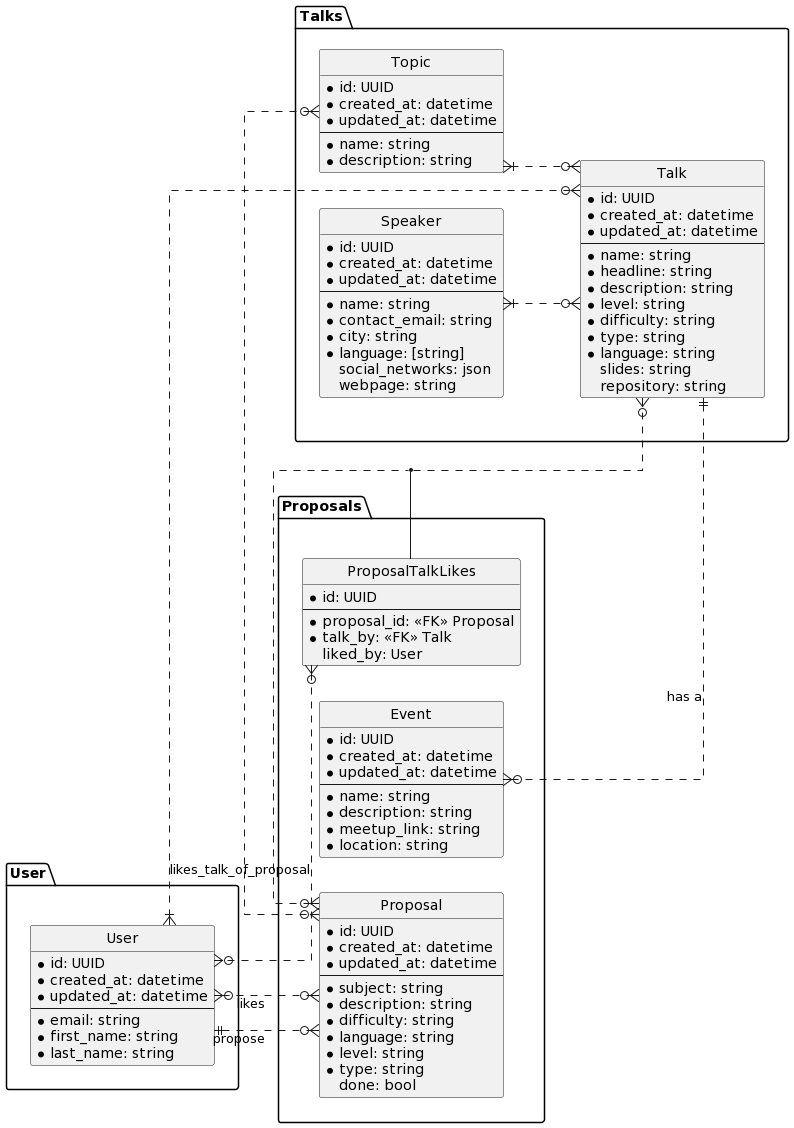 Talks
Topic
id: UUID
created_at: datetime
updated_at: datetime
name: string
description: string
Talk
id: UUID
created_at: datetime
updated_at: datetime
name: string
headline: string
description: string
level: string
difficulty: string
type: string
language: string
slides: string
repository: string
Speaker
id: UUID
created_at: datetime
updated_at: datetime
name: string
contact_email: string
city: string
language: [string]
social_networks: json
webpage: string
Proposals
ProposalTalkLikes
id: UUID
proposal_id: «FK» Proposal
talk_by: «FK» Talk
liked_by: User
has a
Event
id: UUID
created_at: datetime
updated_at: datetime
name: string
description: string
meetup_link: string
location: string
likes_talk_of_proposal
User
User
id: UUID
created_at: datetime
updated_at: datetime
email: string
first_name: string
last_name: string
likes
propose
Proposal
id: UUID
created_at: datetime
updated_at: datetime
subject: string
description: string
difficulty: string
language: string
level: string
type: string
done: bool